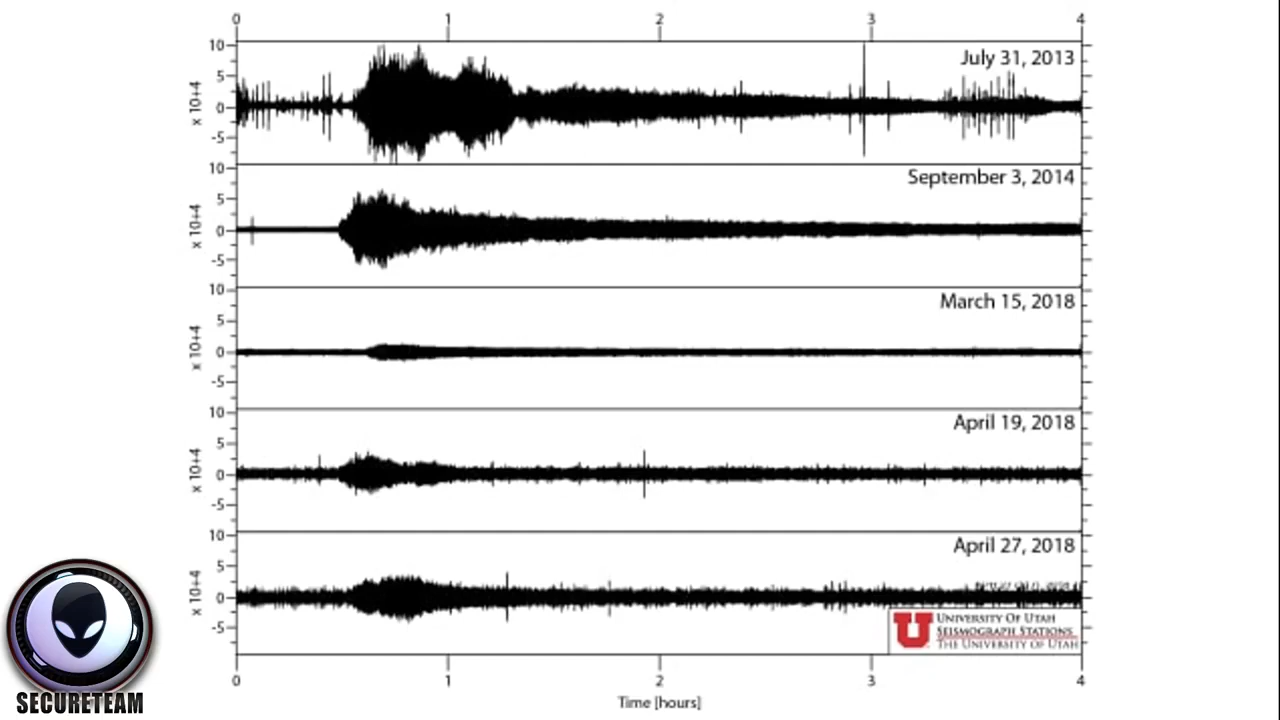 0 1 2 3 4
10
5
0
-5
x 10+4
July 31, 2013
10
5
0
-5
x 10+4
September 3, 2014
10
5
0
-5
x 10+4
March 15, 2018
10
5
0
-5
x 10+4
April 19, 2018
10
5
0
-5
x 10+4
April 27, 2018
UNIVERSITY OF UTAH
SEISMOGRAPH STATIONS
THE UNIVERSITY OF UTAH
0 1 2 3 4
Time [hours]
SECURETEAM